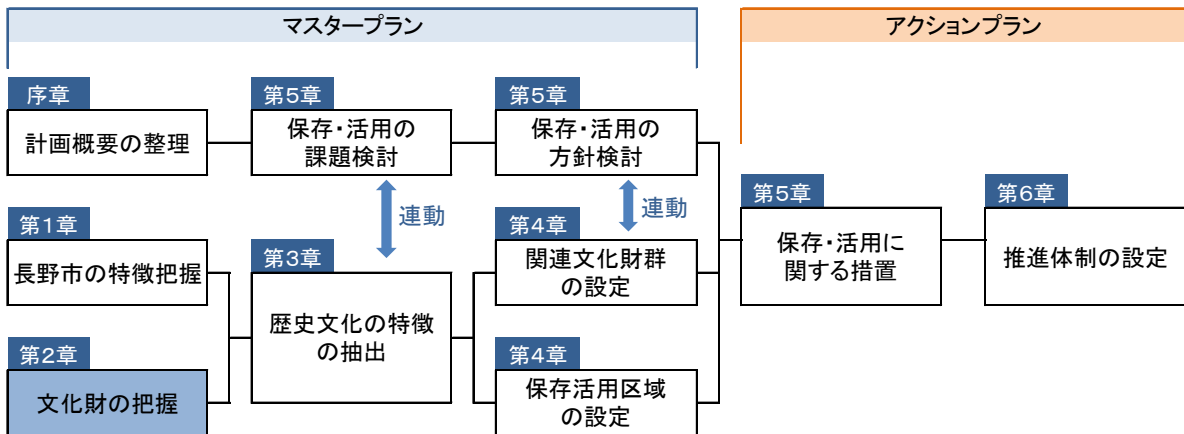 マスタープラン
アクションプラン
序章
計画概要の整理
第5章
保存・活用の
課題検討
第5章
保存・活用の
方針検討
連動
連動
第1章
長野市の特徴把握
第2章
文化財の把握
第3章
歴史文化の特徴
の抽出
第4章
関連文化財群
の設定
第4章
保存活用区域
の設定
第5章
保存・活用に
関する措置
第6章
推進体制の設定